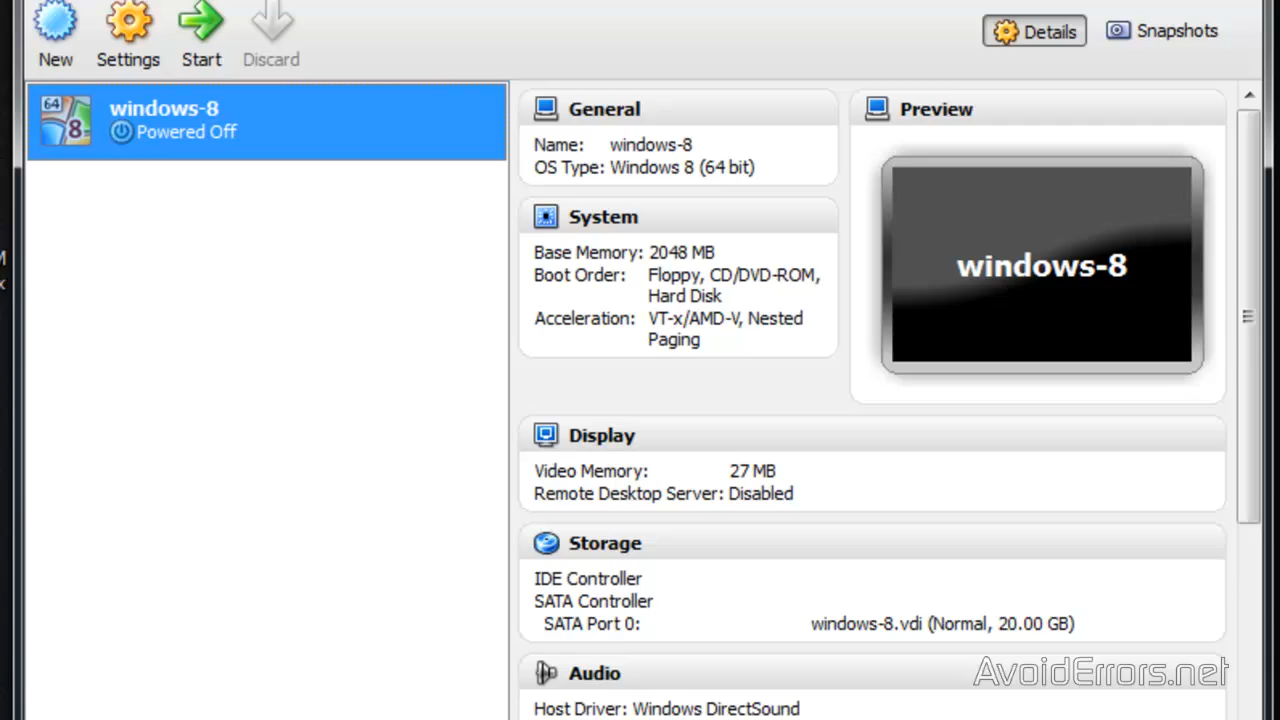 New Settings Start Discard Details Snapshots
64 8 windows-8
Powered Off
General
Name: windows-8
OS Type: Windows 8 (64 bit)
System
Base Memory: 2048 MB
Boot Order: Floppy, CD/DVD-ROM,
Hard Disk
Acceleration: VT-x/AMD-V, Nested
Paging
Preview
windows-8
Display
Video Memory: 27 MB
Remote Desktop Server: Disabled
Storage
IDE Controller
SATA Controller
SATA Port 0: windows-8.vdi (Normal, 20.00 GB)
Audio
Host Driver: Windows DirectSound
AvoidErrors.net